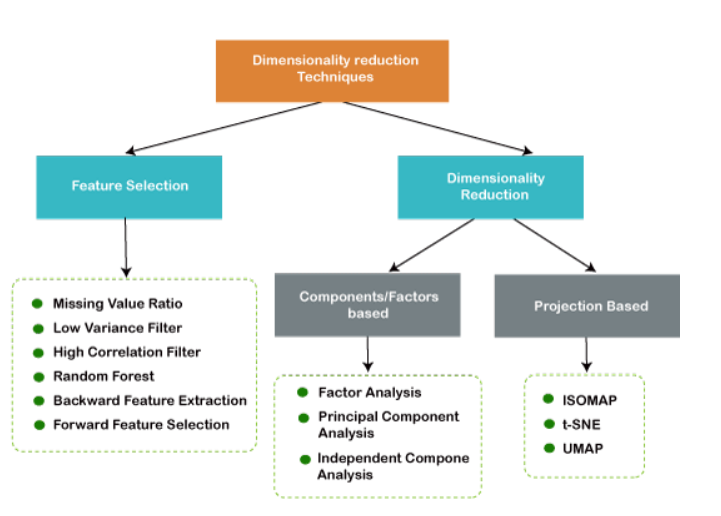 Dimensionality reduction
Techniques
Feature Selection
Dimensionality
Reduction
Missing Value Ratio
Low Variance Filter
High Correlation Filter
Random Forest
Backward Feature Extraction
Forward Feature Selection
Components/Factors
based
Projection Based
Factor Analysis
Principal Component
Analysis
Independent Compone
Analysis
ISOMAP
t-SNE
UMAP